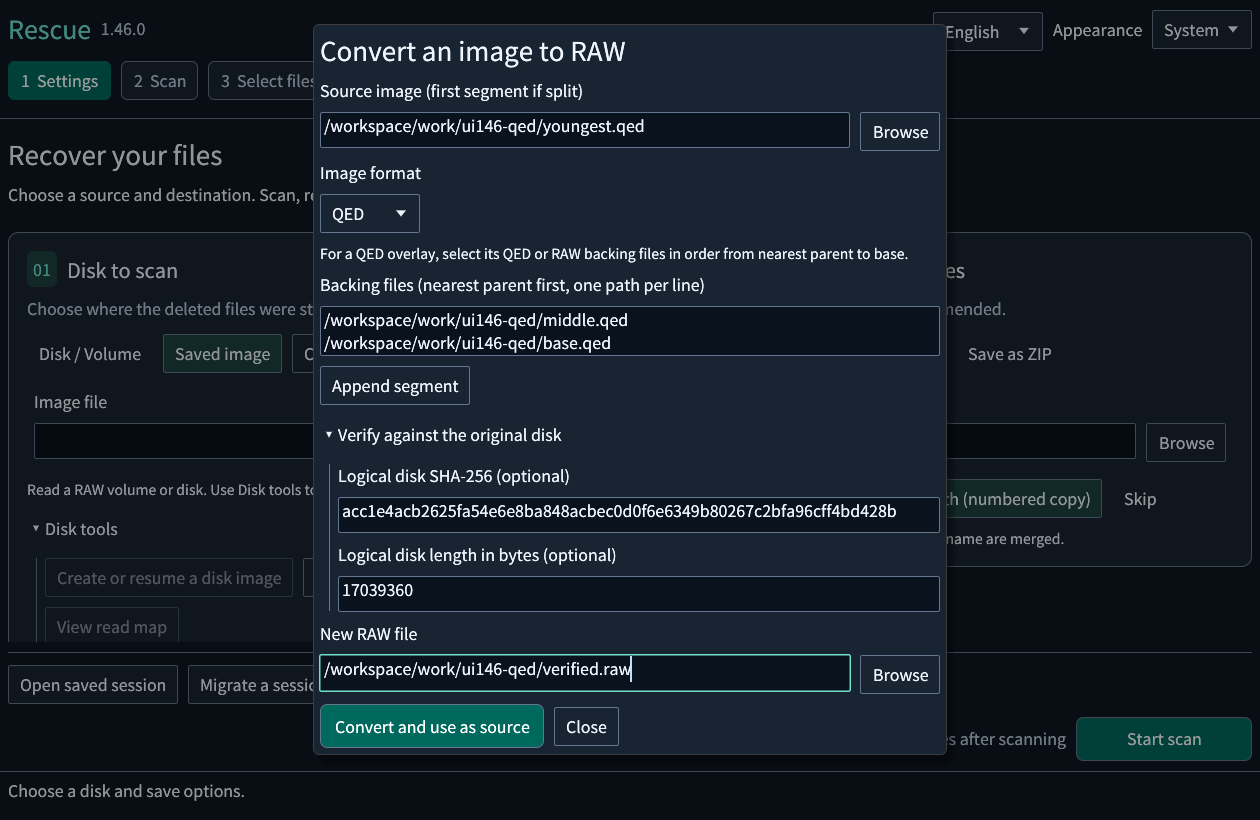 Rescue 1.46.0
English
Appearance
System
1 Settings
2 Scan
3 Select files
Recover your files
Choose a source and destination. Scan, re
01 Disk to scan
Choose where the deleted files were st
Disk / Volume
Saved image
Image file
Read a RAW volume or disk. Use Disk tools to
Disk tools
Create or resume a disk image
View read map
Open saved session
Migrate a sessio
Convert an image to RAW
Source image (first segment if split)
/workspace/work/ui146-qed/youngest.qed
Browse
Image format
QED
For a QED overlay, select its QED or RAW backing files in order from nearest parent to base.
Backing files (nearest parent first, one path per line)
/workspace/work/ui146-qed/middle.qed
/workspace/work/ui146-qed/base.qed
Append segment
Verify against the original disk
Logical disk SHA-256 (optional)
acc1e4acb2625fa54e6e8ba848acbec0d0f6e6349b80267c2bfa96cff4bd428b
Logical disk length in bytes (optional)
17039360
New RAW file
/workspace/work/ui146-qed/verified.raw
Browse
Convert and use as source
Close
es
mended.
Save as ZIP
Browse
th (numbered copy)
Skip
name are merged.
es after scanning
Start scan
Choose a disk and save options.